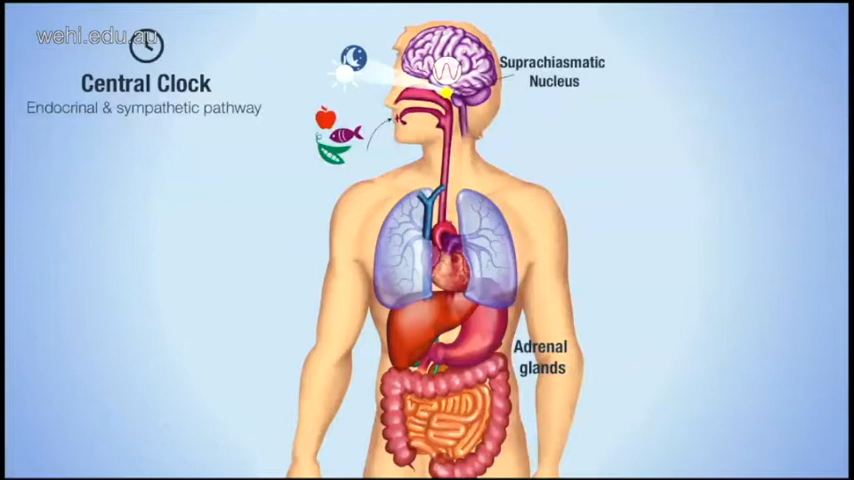 wehi.edu.au
Central Clock
Endocrinal & sympathetic pathway
Suprachiasmatic
Nucleus
Adrenal
glands